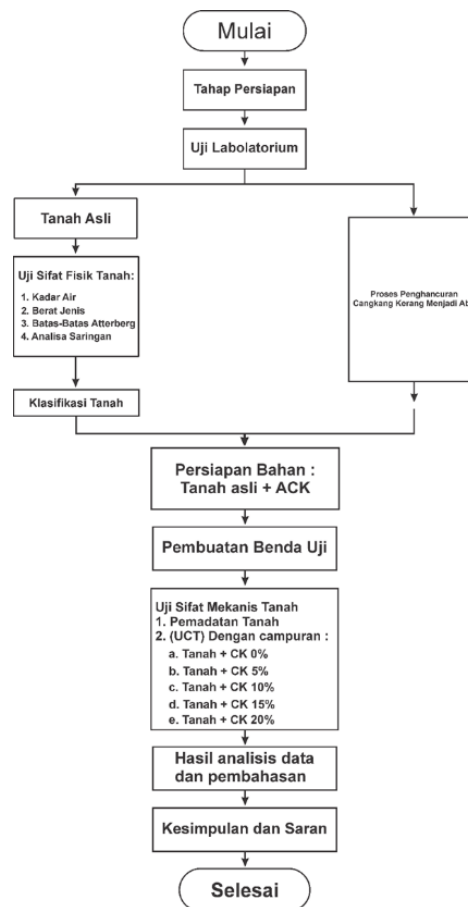 Mulai
Tahap Persiapan
Uji Labolatorium
Tanah Asli
Uji Sifat Fisik Tanah:
1. Kadar Air
2. Berat Jenis
3. Batas-Batas Atterberg
4. Analisa Saringan
Klasifikasi Tanah
Proses Penghancuran
Cangkang Kerang Menjadi Ab
Persiapan Bahan :
Tanah asli + ACK
Pembuatan Benda Uji
Uji Sifat Mekanis Tanah
1. Pemadatan Tanah
2. (UCT) Dengan campuran :
a. Tanah + CK 0%
b. Tanah + CK 5%
c. Tanah + CK 10%
d. Tanah + CK 15%
e. Tanah + CK 20%
Hasil analisis data
dan pembahasan
Kesimpulan dan Saran
Selesai